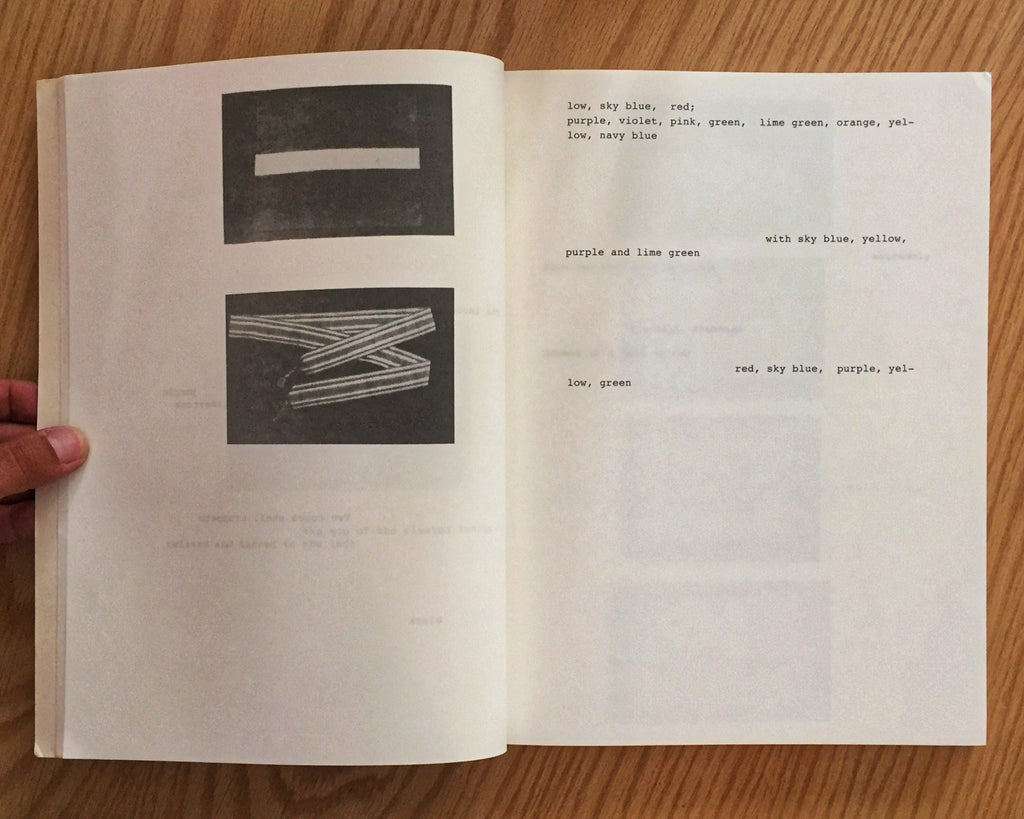 low, sky blue, red;
purple, violet, pink, green, lime green, orange, yel-
low, navy blue
with sky blue, yellow,
purple and lime green
red, sky blue, purple, yel-
low, green